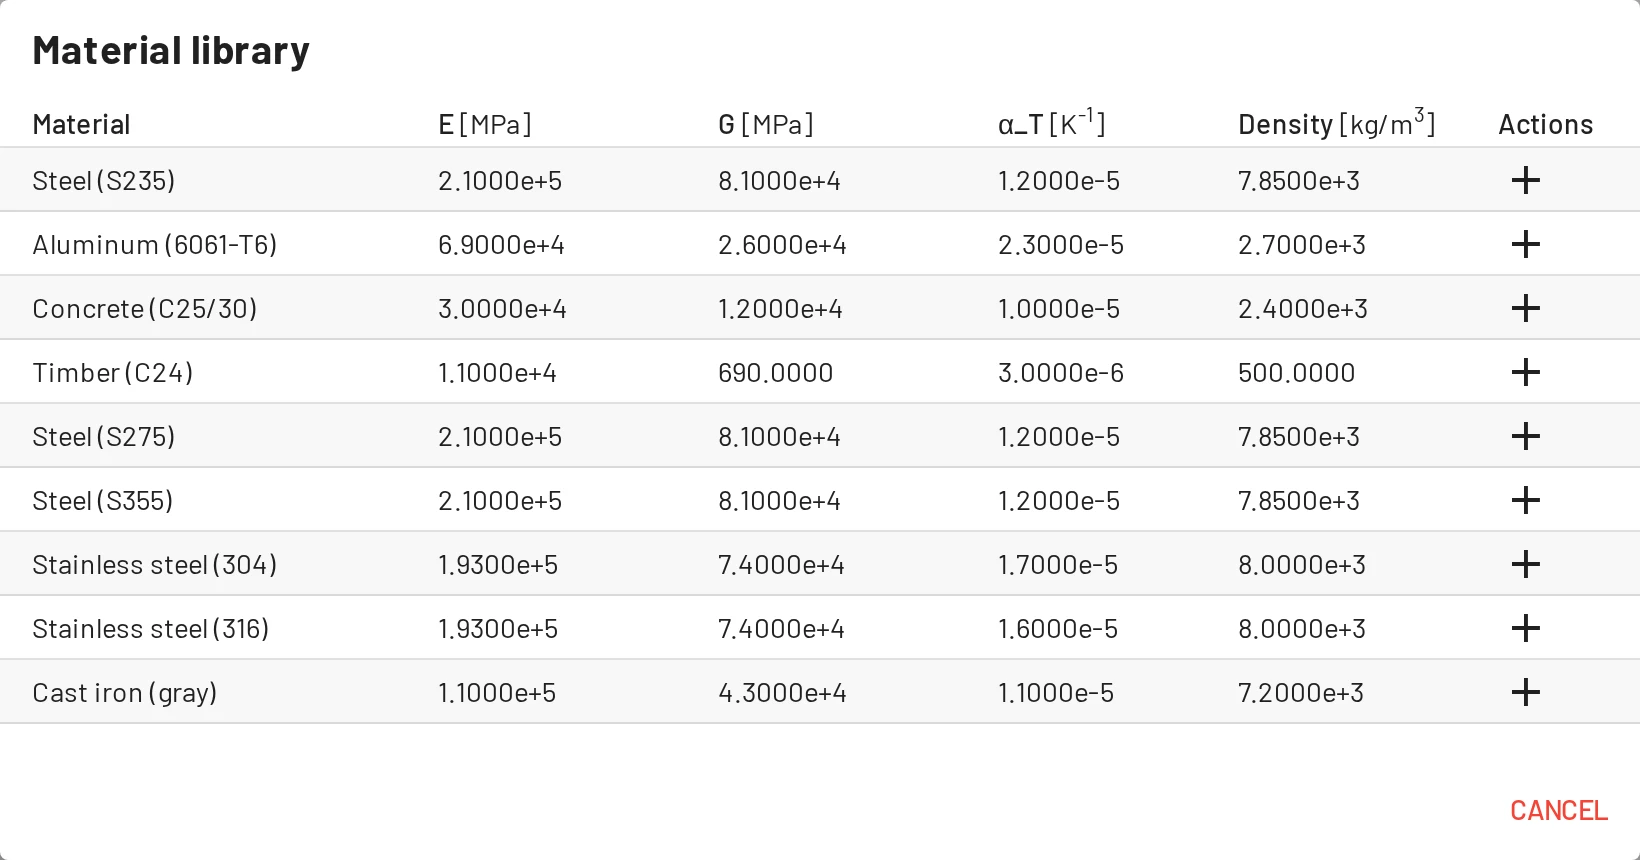 Material library
Material E [MPa] G [MPa] α_T [K⁻¹] Density [kg/m³] Actions
Steel (S235) 2.1000e+5 8.1000e+4 1.2000e-5 7.8500e+3
Aluminum (6061-T6) 6.9000e+4 2.6000e+4 2.3000e-5 2.7000e+3
Concrete (C25/30) 3.0000e+4 1.2000e+4 1.0000e-5 2.4000e+3
Timber (C24) 1.1000e+4 690.0000 3.0000e-6 500.0000
Steel (S275) 2.1000e+5 8.1000e+4 1.2000e-5 7.8500e+3
Steel (S355) 2.1000e+5 8.1000e+4 1.2000e-5 7.8500e+3
Stainless steel (304) 1.9300e+5 7.4000e+4 1.7000e-5 8.0000e+3
Stainless steel (316) 1.9300e+5 7.4000e+4 1.6000e-5 8.0000e+3
Cast iron (gray) 1.1000e+5 4.3000e+4 1.1000e-5 7.2000e+3
CANCEL